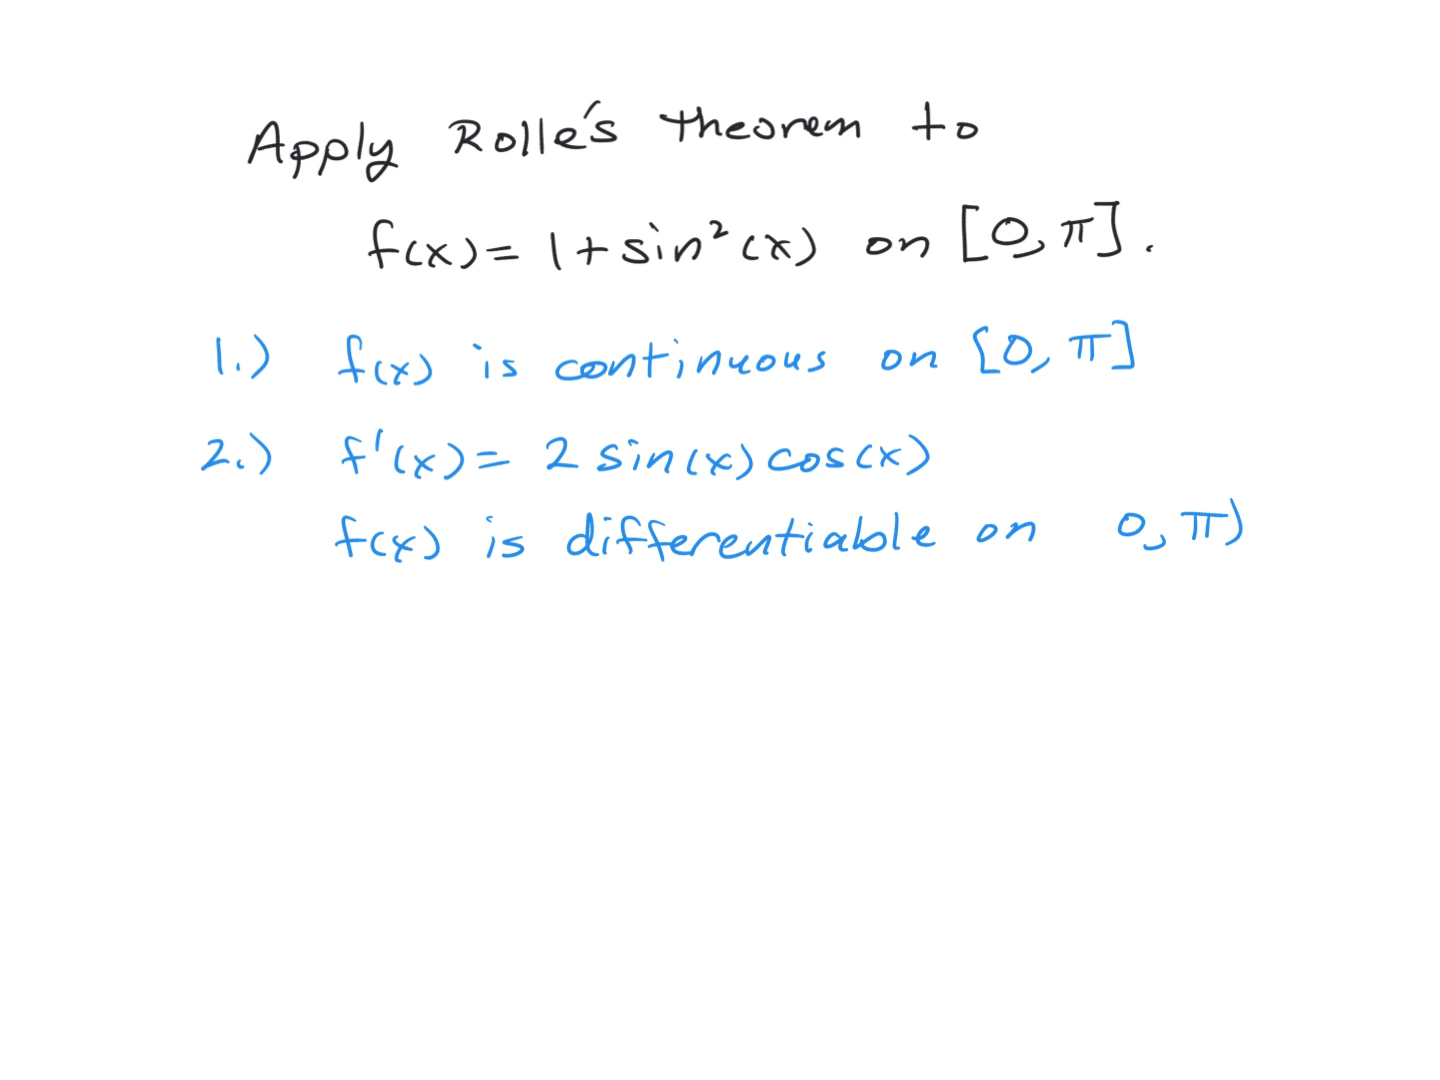 Apply Rolle's theorem to
f(x) = 1 + sin²(x) on [0, π].
1.) f(x) is continuous on [0, π]
2.) f'(x) = 2 sin(x) cos(x)
f(x) is differentiable on 0, π)